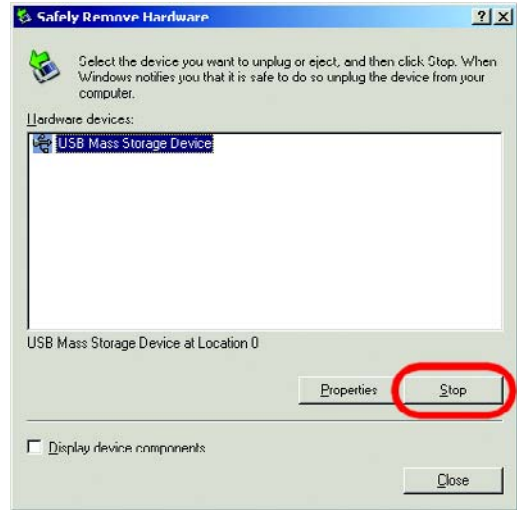 Safely Remove Hardware
Select the device you want to unplug or eject, and then click Stop. When
Windows notifies you that it is safe to do so unplug the device from your
computer.
Hardware devices:
USB Mass Storage Device
USB Mass Storage Device at Location 0
Properties
Stop
Display device components
Close